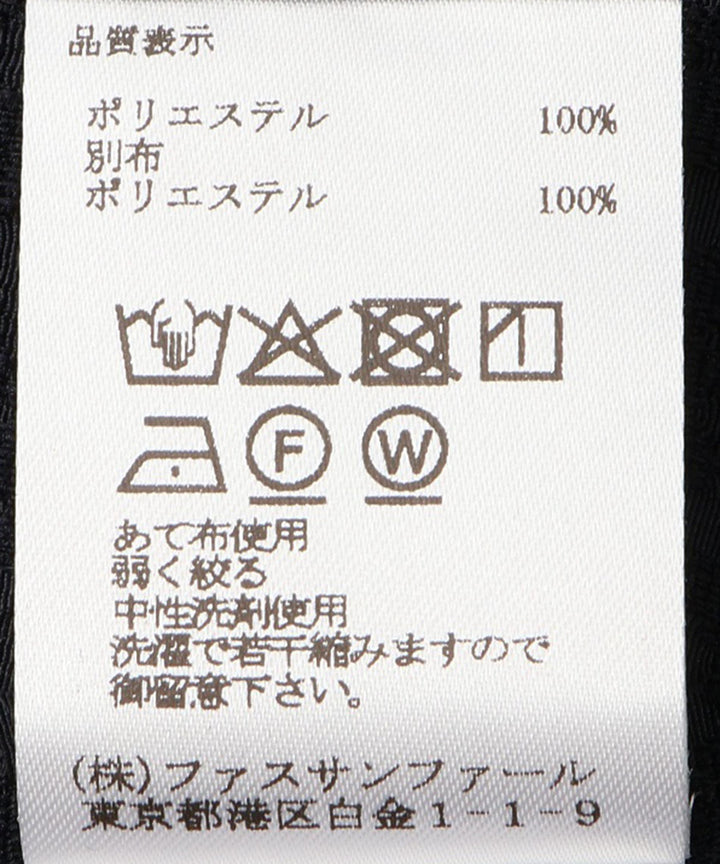 品質表示
ポリエステル 100%
別布
ポリエステル 100%
F W
あて布使用
弱く絞る
中性洗剤使用
洗濯で若干縮みますので
御留意下さい。
(株)ファスサンファール
東京都港区白金1-1-9